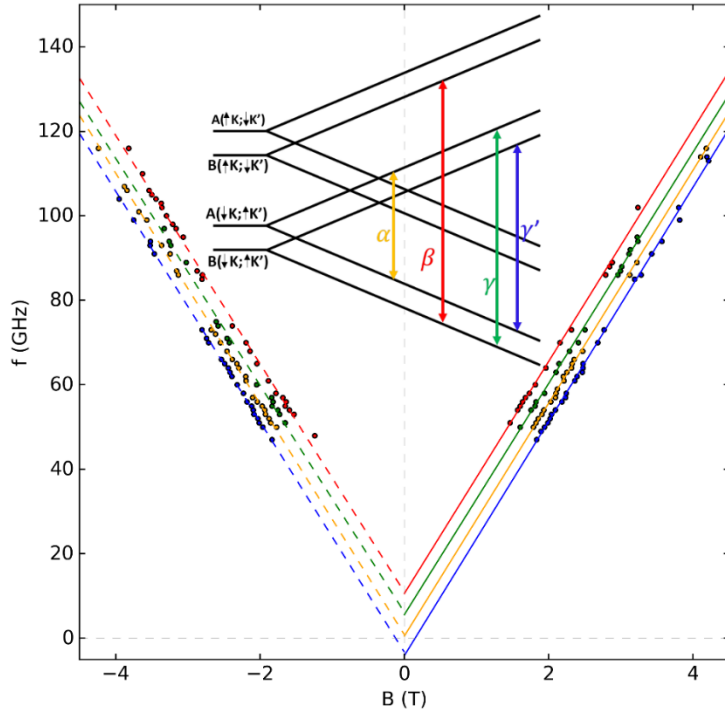 140
120
100
80
60
40
20
0
f (GHz)
A(↑K;↓K')
B(↑K;↓K')
A(↓K;↑K')
B(↓K;↑K')
α
β
γ
γ'
−4
−2
0
2
4
B (T)